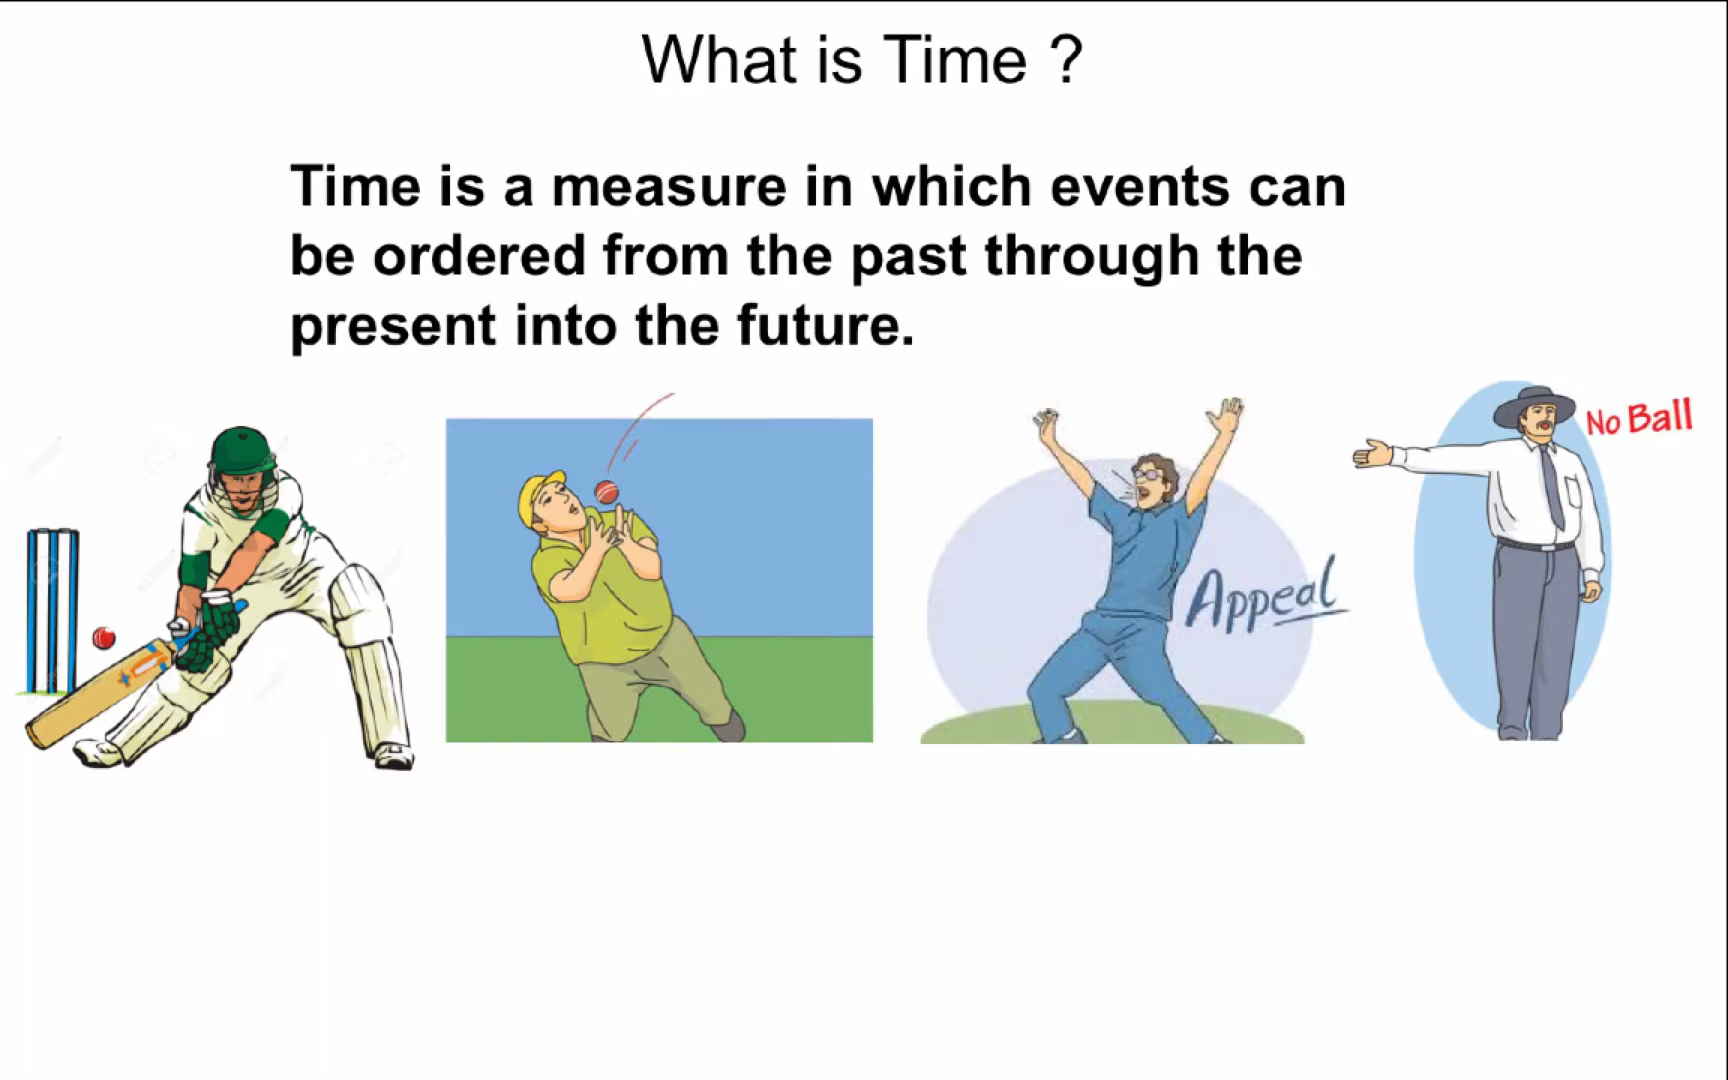 What is Time ?
Time is a measure in which events can
be ordered from the past through the
present into the future.
Appeal
No Ball